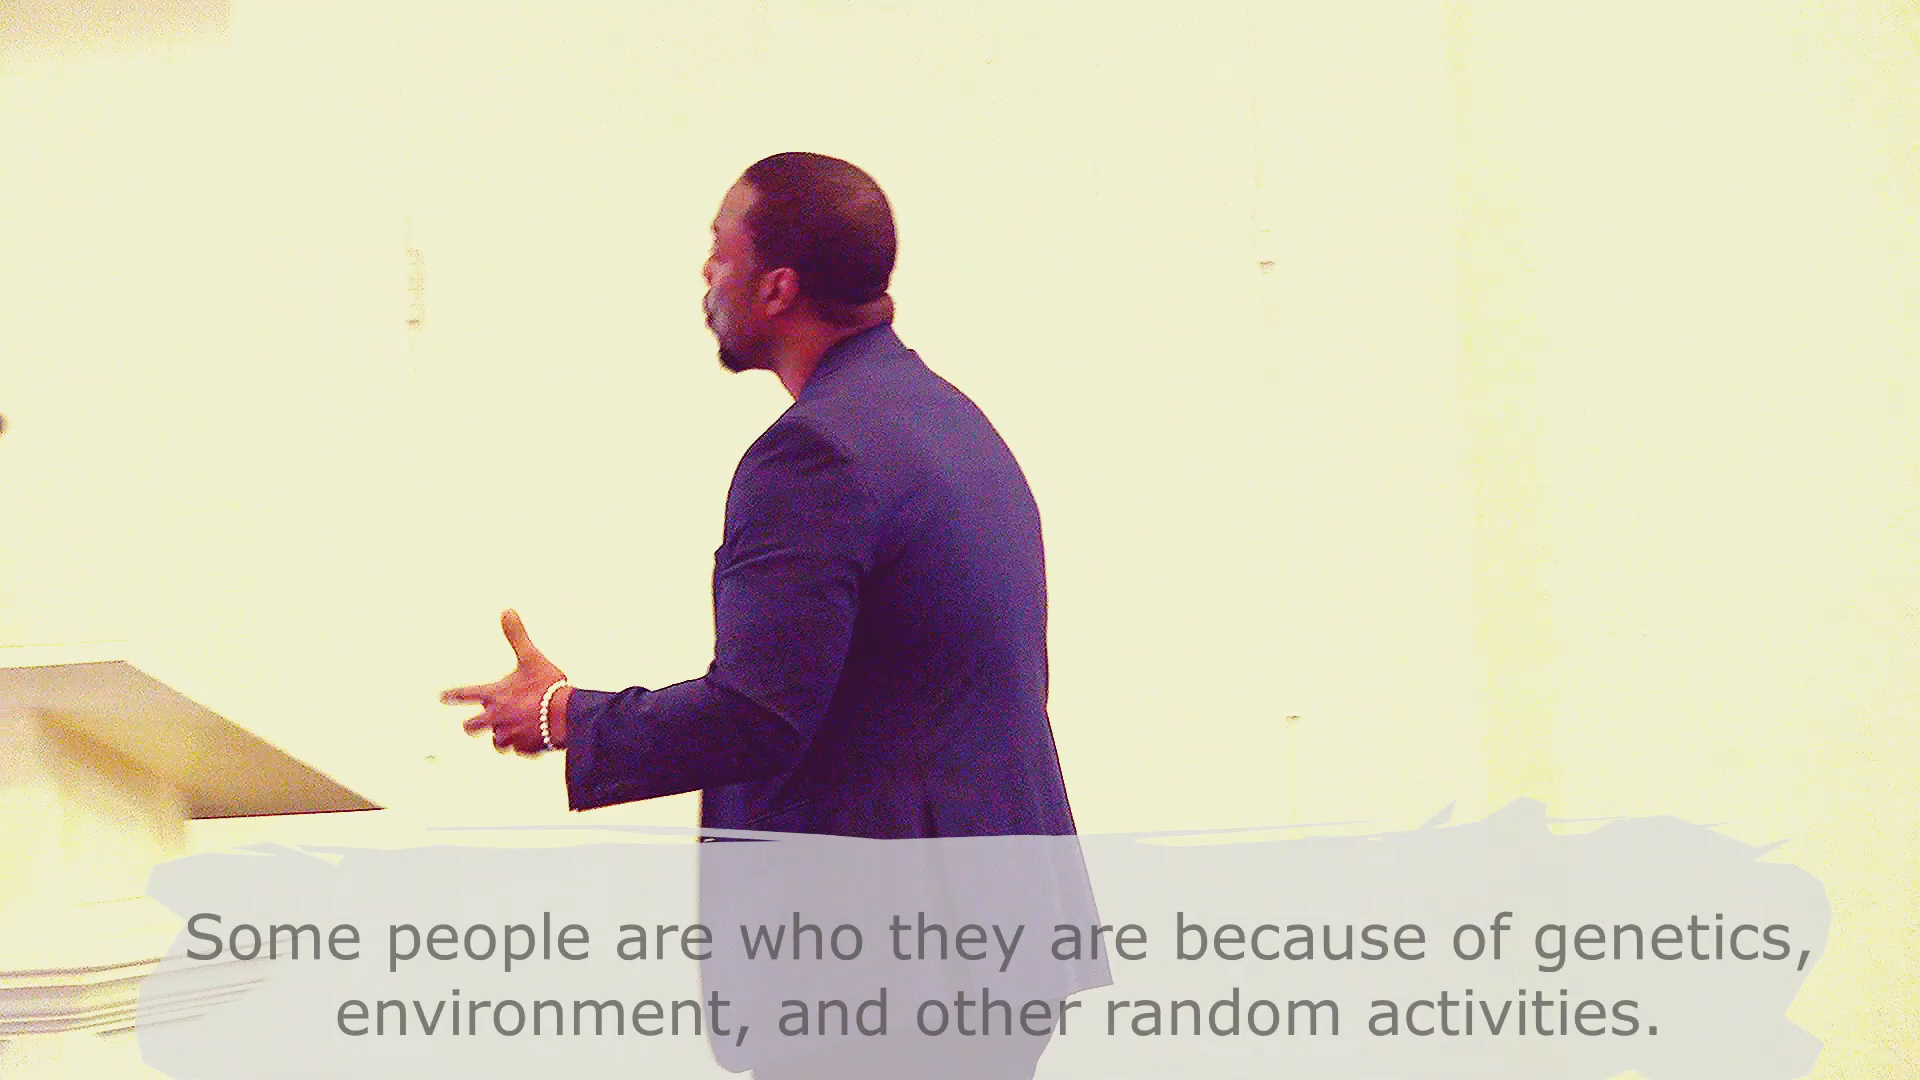 Some people are who they are because of genetics,
environment, and other random activities.